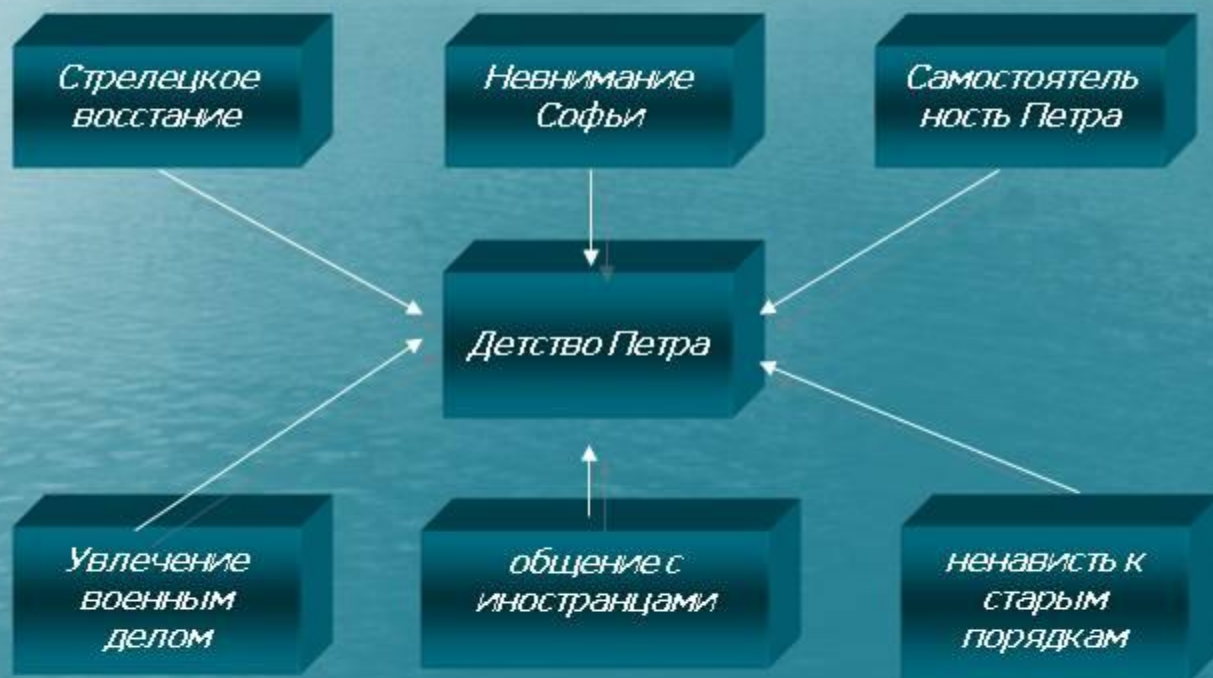 Стрелецкое
восстание
Невнимание
Софьи
Самостоятель
ность Петра
Детство Петра
Увлечение
военным
делом
общение с
иностранцами
ненависть к
старым
порядкам